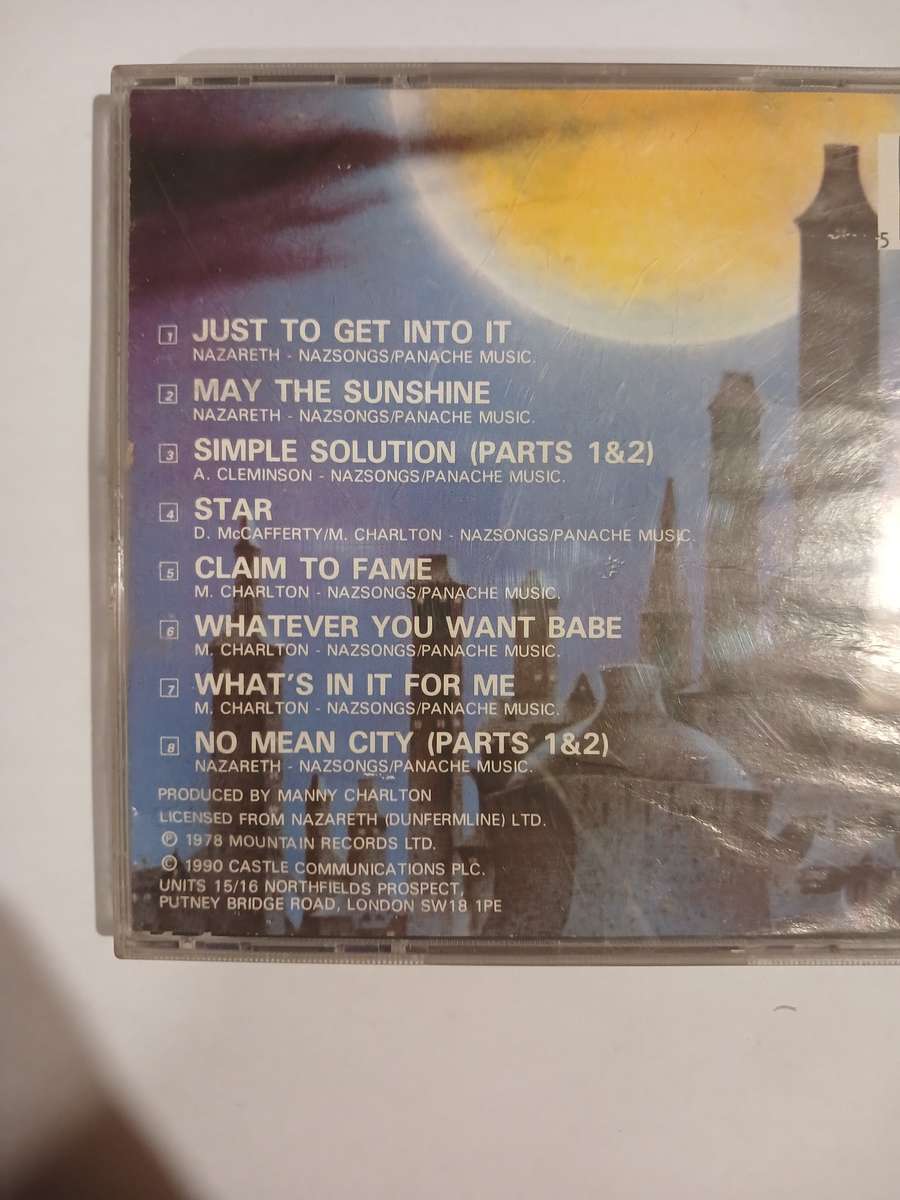 5
1 JUST TO GET INTO IT
NAZARETH - NAZSONGS/PANACHE MUSIC.
2 MAY THE SUNSHINE
NAZARETH - NAZSONGS/PANACHE MUSIC.
3 SIMPLE SOLUTION (PARTS 1&2)
A. CLEMINSON - NAZSONGS/PANACHE MUSIC.
4 STAR
D. McCAFFERTY/M. CHARLTON - NAZSONGS/PANACHE MUSIC.
5 CLAIM TO FAME
M. CHARLTON - NAZSONGS/PANACHE MUSIC.
6 WHATEVER YOU WANT BABE
M. CHARLTON - NAZSONGS/PANACHE MUSIC.
7 WHAT'S IN IT FOR ME
M. CHARLTON - NAZSONGS/PANACHE MUSIC.
8 NO MEAN CITY (PARTS 1&2)
NAZARETH - NAZSONGS/PANACHE MUSIC.
PRODUCED BY MANNY CHARLTON
LICENSED FROM NAZARETH (DUNFERMLINE) LTD.
℗ 1978 MOUNTAIN RECORDS LTD.
© 1990 CASTLE COMMUNICATIONS PLC.
UNITS 15/16 NORTHFIELDS PROSPECT,
PUTNEY BRIDGE ROAD, LONDON SW18 1PE